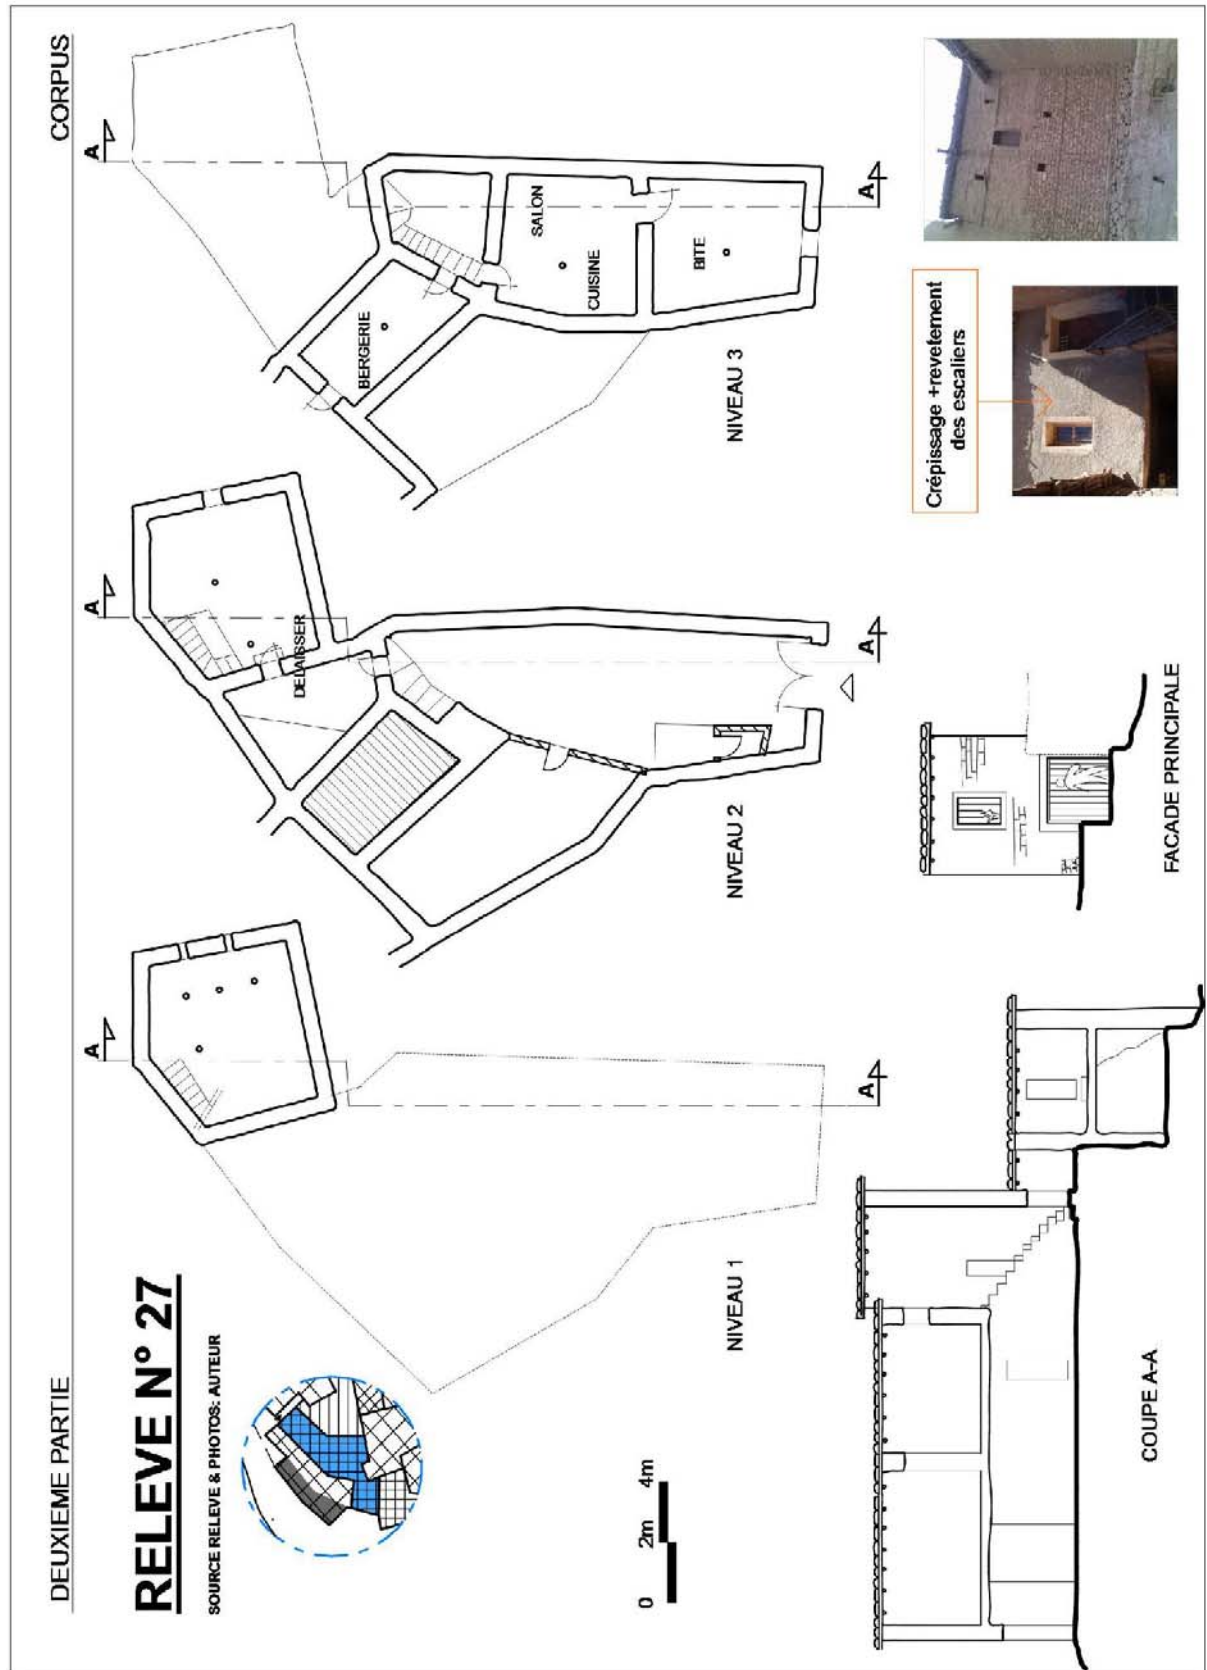 DEUXIEME PARTIE
CORPUS
RELEVE N° 27
SOURCE RELEVE & PHOTOS: AUTEUR
0 2m 4m
A
A
NIVEAU 1
A
DELAISSER
A
NIVEAU 2
A
BERGERIE
SALON
CUISINE
BITE
A
NIVEAU 3
COUPE A-A
FACADE PRINCIPALE
Crépissage +revetement
des escaliers